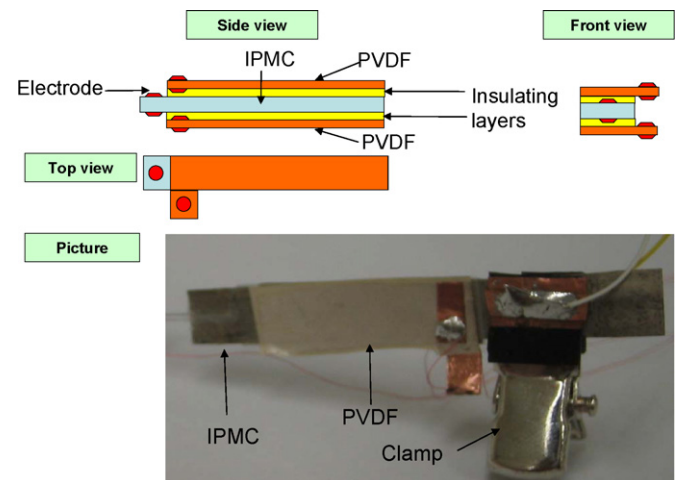 Side view
Front view
IPMC
PVDF
Electrode
Insulating
layers
PVDF
Top view
Picture
IPMC
PVDF
Clamp